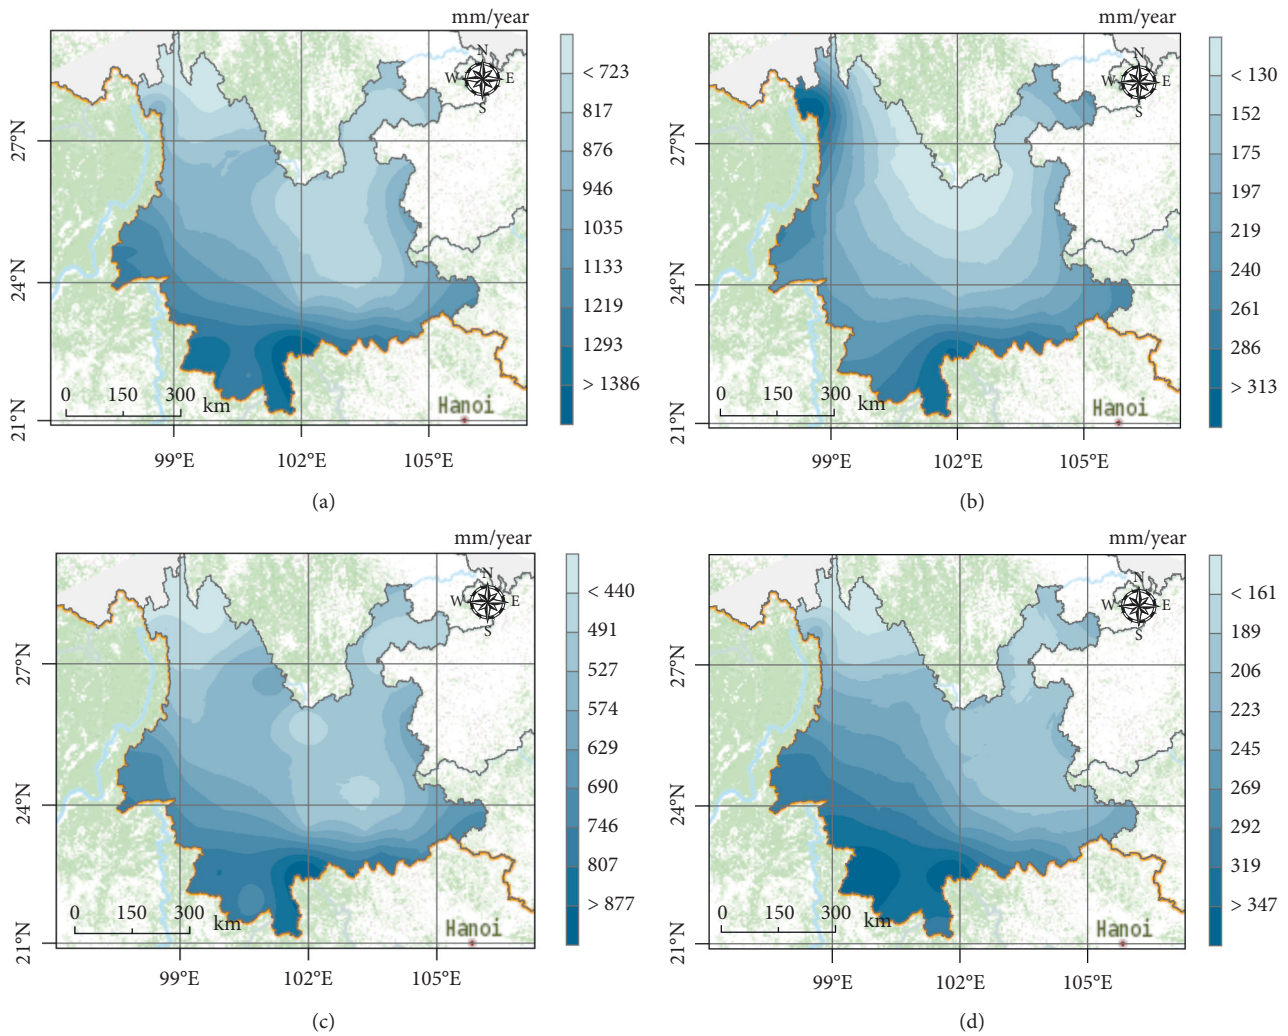 mm/year
N
W E
S
27°N
24°N
21°N
0 150 300
km
Hanoi
99°E 102°E 105°E
< 723
817
876
946
1035
1133
1219
1293
> 1386
(a)
mm/year
N
W E
S
27°N
24°N
21°N
0 150 300
km
Hanoi
99°E 102°E 105°E
< 130
152
175
197
219
240
261
286
> 313
(b)
mm/year
N
W E
S
27°N
24°N
21°N
0 150 300
km
Hanoi
99°E 102°E 105°E
< 440
491
527
574
629
690
746
807
> 877
(c)
mm/year
N
W E
S
27°N
24°N
21°N
0 150 300
km
Hanoi
99°E 102°E 105°E
< 161
189
206
223
245
269
292
319
> 347
(d)